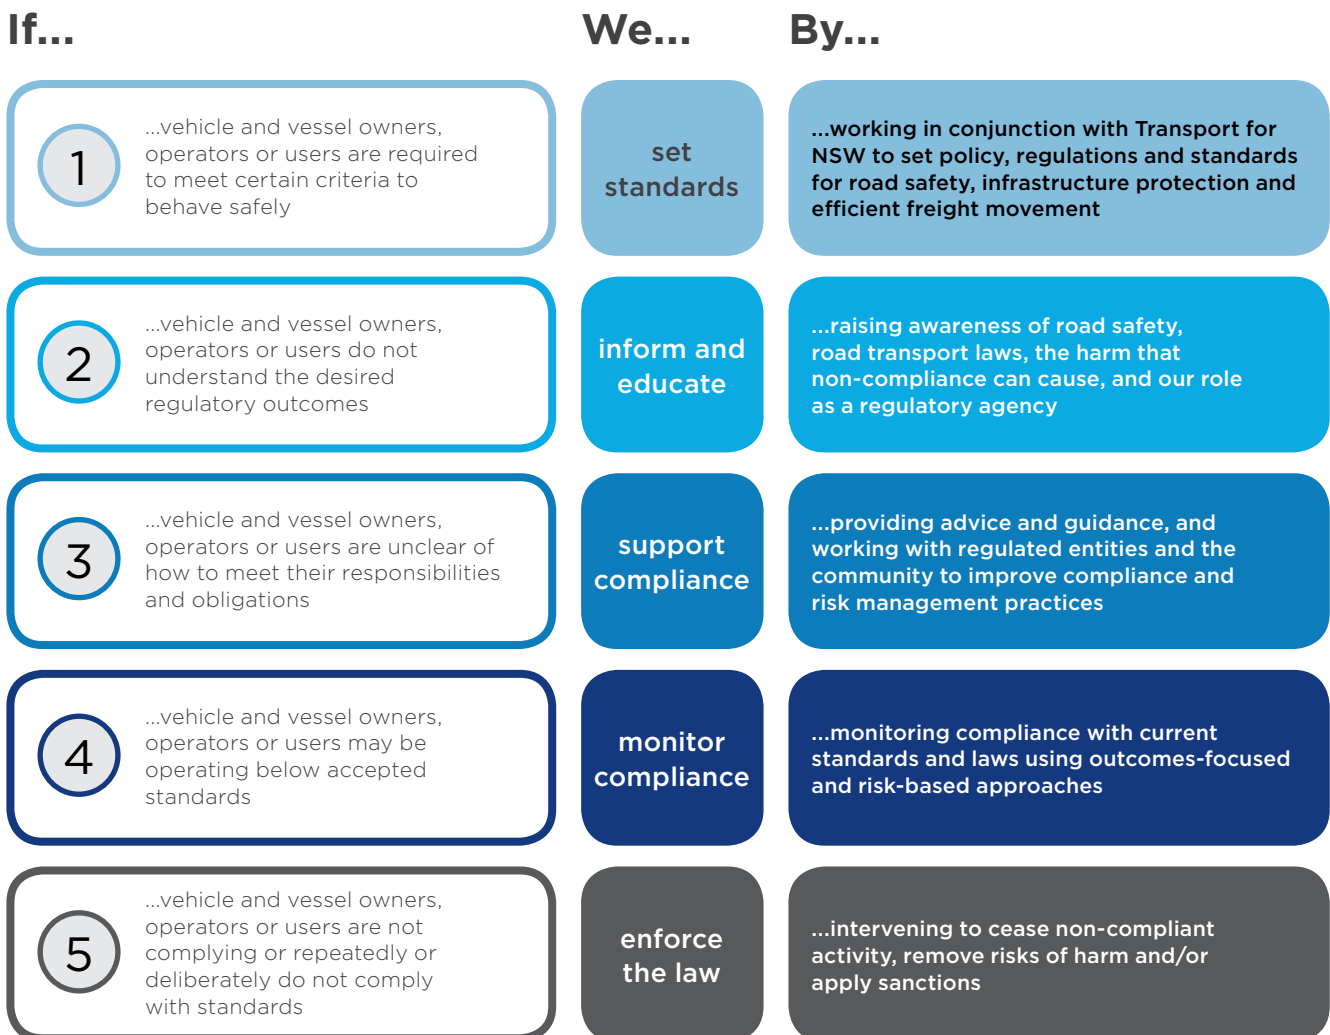 If...
We...
By...
1
...vehicle and vessel owners,
operators or users are required
to meet certain criteria to
behave safely
set
standards
...working in conjunction with Transport for
NSW to set policy, regulations and standards
for road safety, infrastructure protection and
efficient freight movement
2
...vehicle and vessel owners,
operators or users do not
understand the desired
regulatory outcomes
inform and
educate
...raising awareness of road safety,
road transport laws, the harm that
non-compliance can cause, and our role
as a regulatory agency
3
...vehicle and vessel owners,
operators or users are unclear of
how to meet their responsibilities
and obligations
support
compliance
...providing advice and guidance, and
working with regulated entities and the
community to improve compliance and
risk management practices
4
...vehicle and vessel owners,
operators or users may be
operating below accepted
standards
monitor
compliance
...monitoring compliance with current
standards and laws using outcomes-focused
and risk-based approaches
5
...vehicle and vessel owners,
operators or users are not
complying or repeatedly or
deliberately do not comply
with standards
enforce
the law
...intervening to cease non-compliant
activity, remove risks of harm and/or
apply sanctions